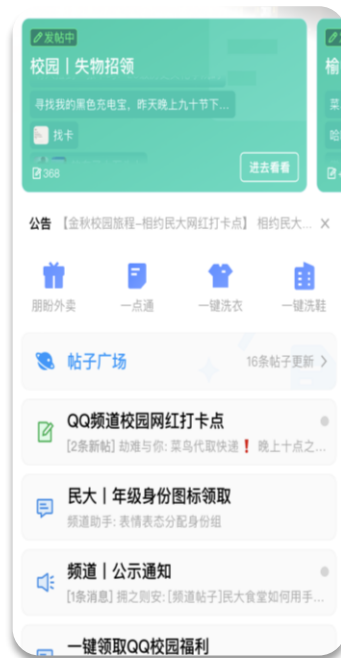 发帖中
校园丨失物招领
榆
寻找我的黑色充电宝，昨天晚上九十节下...
菜
找卡
哈
368
进去看看
公告 【金秋校园旅程–相约民大网红打卡点】 相约民大...
朋盼外卖 一点通 一键洗衣 一键洗鞋
帖子广场 16条帖子更新
QQ频道校园网红打卡点
[2条新帖] 劫难与你: 菜鸟代取快递❗ 晚上十点之...
民大丨年级身份图标领取
频道助手: 表情表态分配身份组
频道丨公示通知
[1条消息] 拥之则安: [频道帖子]民大食堂如何用手...
一键领取QQ校园福利